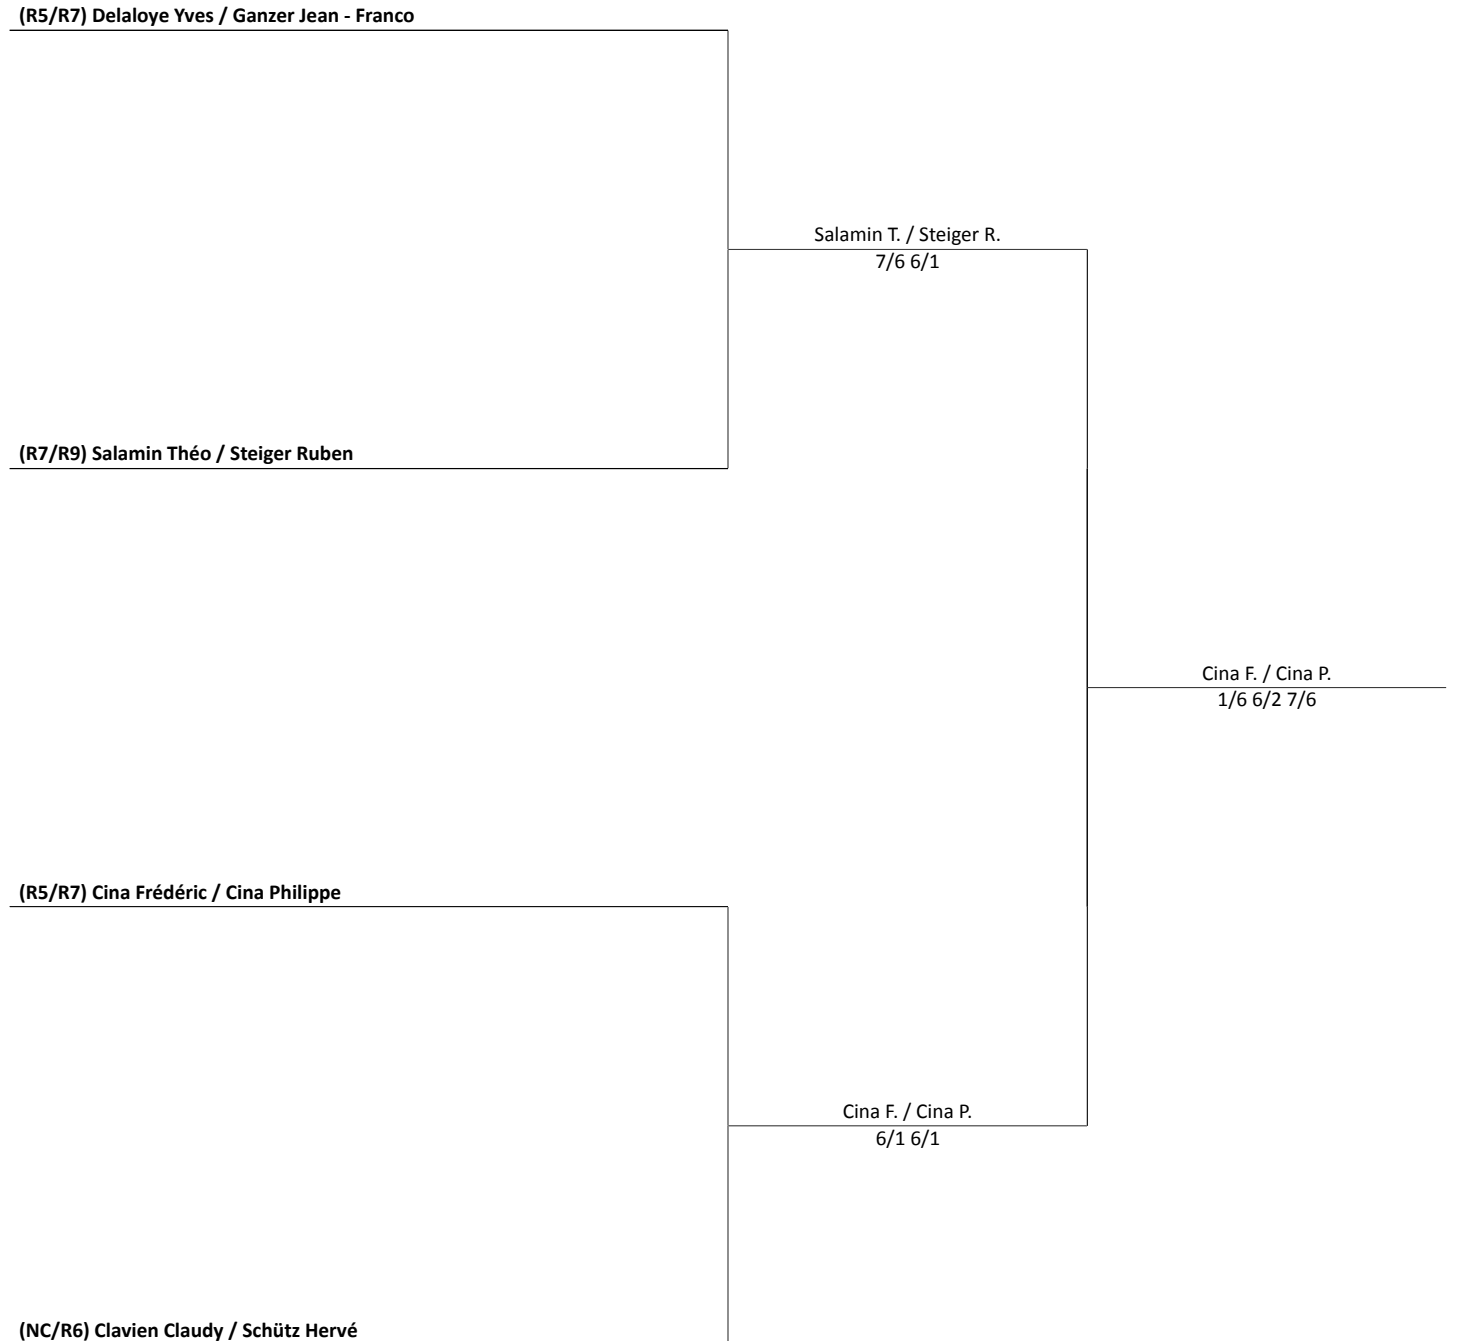 (R5/R7) Delaloye Yves / Ganzer Jean - Franco
Salamin T. / Steiger R.
7/6 6/1
(R7/R9) Salamin Théo / Steiger Ruben
Cina F. / Cina P.
1/6 6/2 7/6
(R5/R7) Cina Frédéric / Cina Philippe
Cina F. / Cina P.
6/1 6/1
(NC/R6) Clavien Claudy / Schütz Hervé